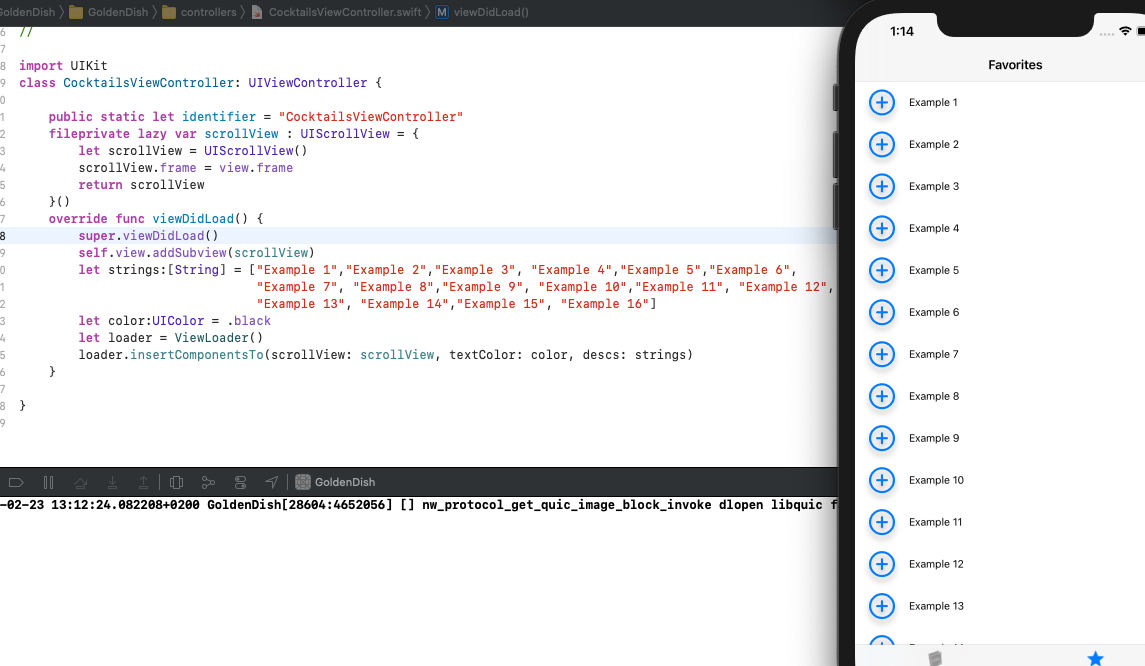 GoldenDish 〉 GoldenDish 〉 controllers 〉 CocktailsViewController.swift 〉 M viewDidLoad()
6 //
7
8 import UIKit
9 class CocktailsViewController: UIViewController {
0
1 public static let identifier = "CocktailsViewController"
2 fileprivate lazy var scrollView : UIScrollView = {
3 let scrollView = UIScrollView()
4 scrollView.frame = view.frame
5 return scrollView
6 }()
7 override func viewDidLoad() {
8 super.viewDidLoad()
9 self.view.addSubview(scrollView)
0 let strings:[String] = ["Example 1","Example 2","Example 3", "Example 4","Example 5","Example 6",
1 "Example 7", "Example 8","Example 9", "Example 10","Example 11", "Example 12",
2 "Example 13", "Example 14","Example 15", "Example 16"]
3 let color:UIColor = .black
4 let loader = ViewLoader()
5 loader.insertComponentsTo(scrollView: scrollView, textColor: color, descs: strings)
6 }
7
8 }
9
GoldenDish
-02-23 13:12:24.082208+0200 GoldenDish[28604:4652056] [] nw_protocol_get_quic_image_block_invoke dlopen libquic f
1:14
Favorites
Example 1
Example 2
Example 3
Example 4
Example 5
Example 6
Example 7
Example 8
Example 9
Example 10
Example 11
Example 12
Example 13